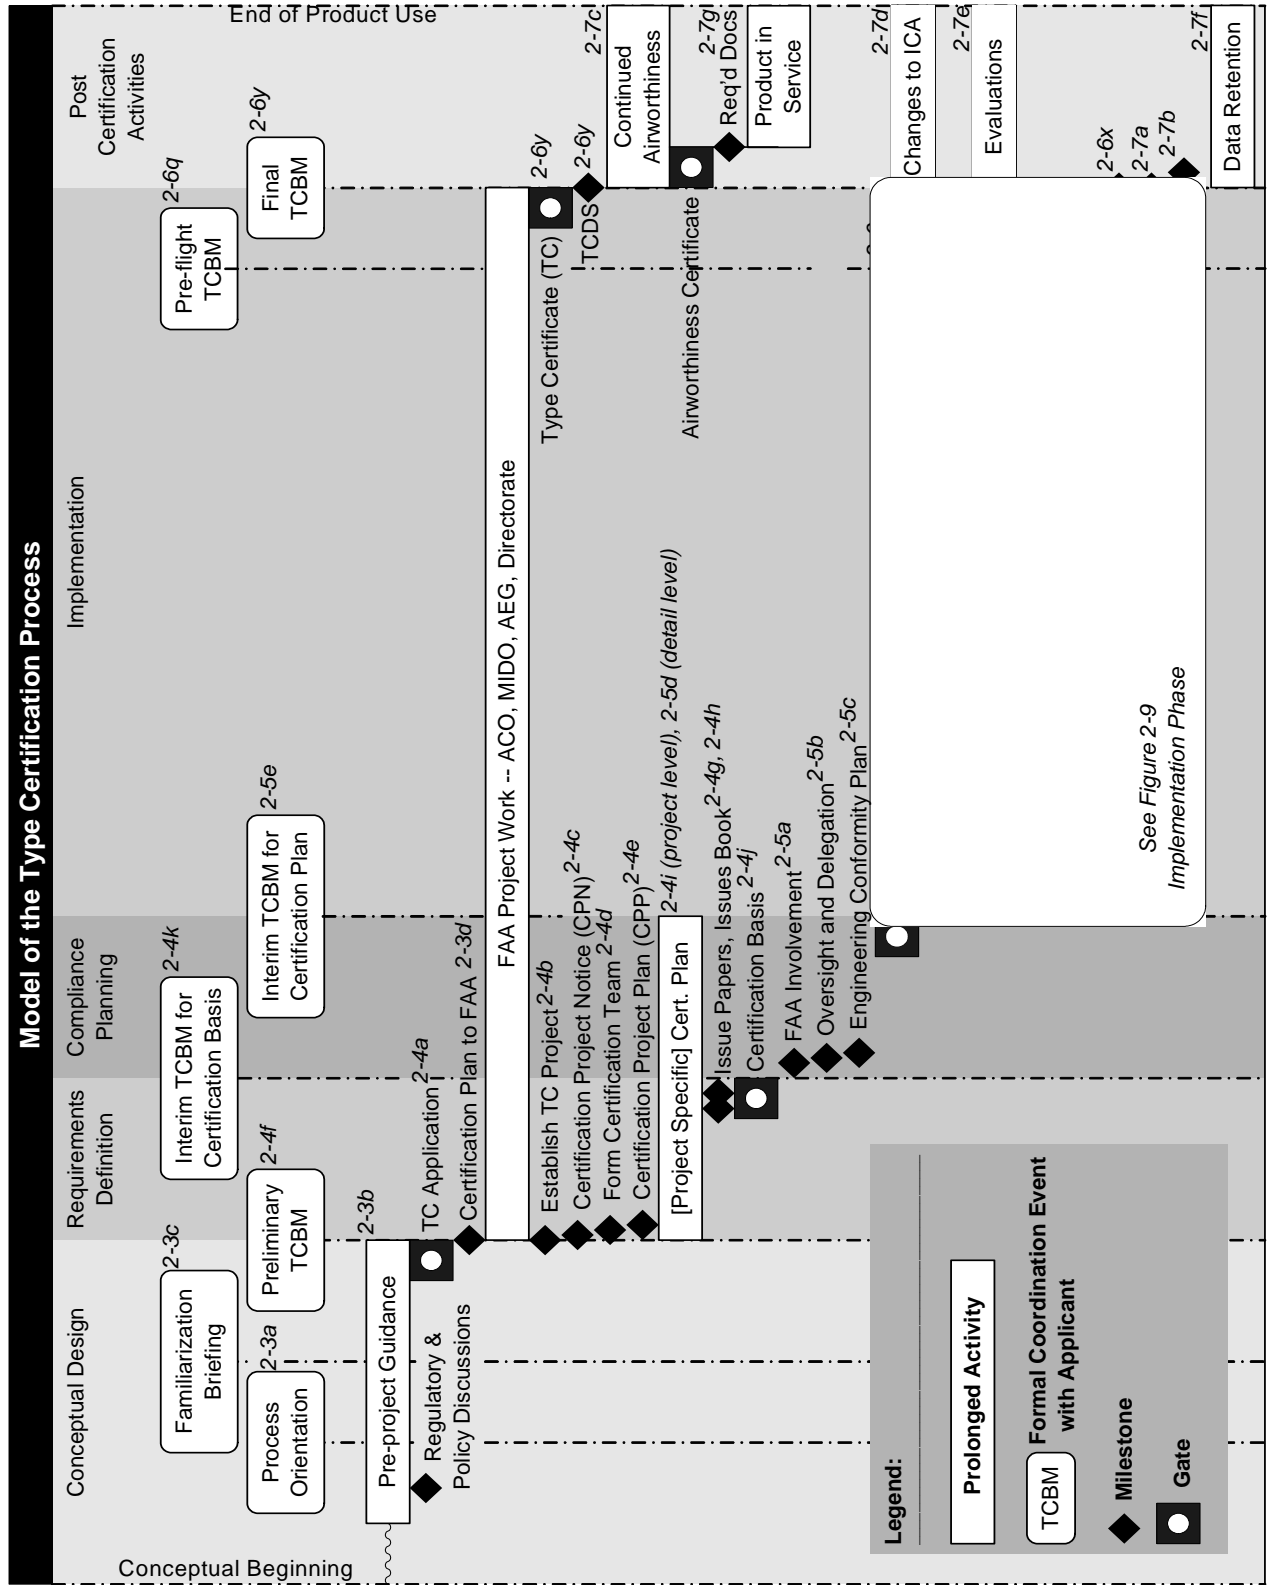 Model of the Type Certification Process
Conceptual Design
Requirements
Definition
Compliance
Planning
Implementation
Post
Certification
Activities
Conceptual Beginning
End of Product Use
Familiarization
Briefing
2-3c
Interim TCBM for
Certification Basis
2-4k
Pre-flight
TCBM
2-6q
Process
Orientation
2-3a
Preliminary
TCBM
2-4f
Interim TCBM for
Certification Plan
2-5e
Final
TCBM
2-6y
Pre-project Guidance
2-3b
Regulatory &
Policy Discussions
TC Application 2-4a
Certification Plan to FAA 2-3d
FAA Project Work -- ACO, MIDO, AEG, Directorate
Establish TC Project 2-4b
Certification Project Notice (CPN) 2-4c
Form Certification Team 2-4d
Certification Project Plan (CPP) 2-4e
[Project Specific] Cert. Plan
2-4i (project level), 2-5d (detail level)
Issue Papers, Issues Book 2-4g, 2-4h
Certification Basis 2-4j
FAA Involvement 2-5a
Oversight and Delegation 2-5b
Engineering Conformity Plan 2-5c
Type Certificate (TC)
2-6y
TCDS
2-6y
Continued
Airworthiness
2-7c
Airworthiness Certificate
Req'd Docs
2-7g
Product in
Service
Changes to ICA
2-7d
Evaluations
2-7e
2-6x
2-7a
2-7b
Data Retention
2-7f
See Figure 2-9
Implementation Phase
Legend:
Prolonged Activity
TCBM
Formal Coordination Event
with Applicant
Milestone
Gate